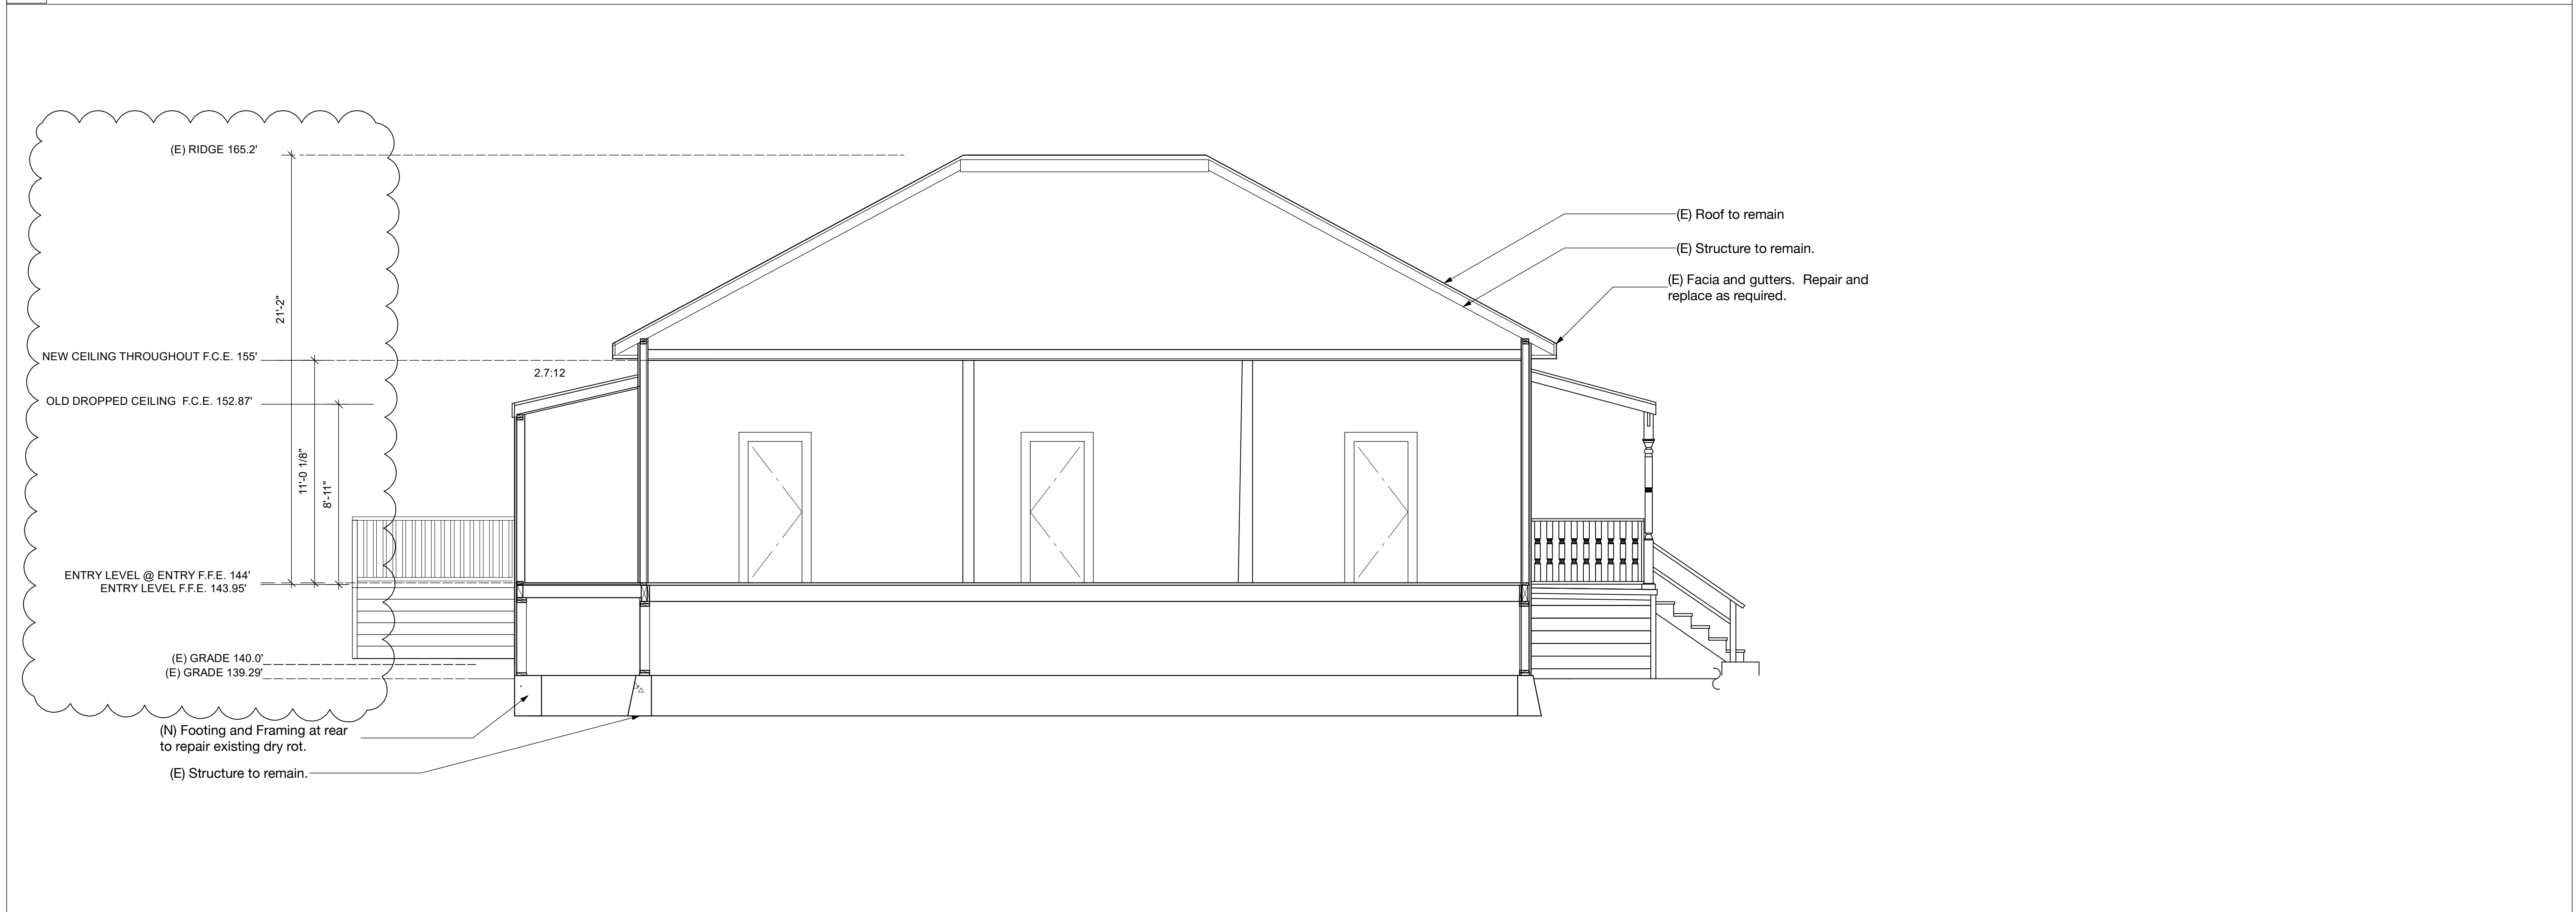 (E) RIDGE 165.2'
21'-2"
NEW CEILING THROUGHOUT F.C.E. 155'
OLD DROPPED CEILING F.C.E. 152.87'
11'-0 1/8"
8'-11"
ENTRY LEVEL @ ENTRY F.F.E. 144'
ENTRY LEVEL F.F.E. 143.95'
(E) GRADE 140.0'
(E) GRADE 139.29'
(N) Footing and Framing at rear
to repair existing dry rot.
(E) Structure to remain.
2.7:12
(E) Roof to remain
(E) Structure to remain.
(E) Facia and gutters. Repair and
replace as required.